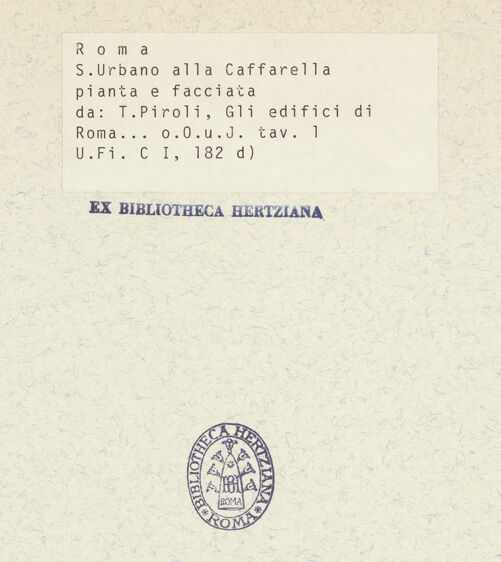 R o m a
S.Urbano alla Caffarella
pianta e facciata
da: T.Piroli, Gli edifici di
Roma... o.O.u.J. tav. 1
U.Fi. C I, 182 d)
EX BIBLIOTHECA HERTZIANA
BIBLIOTHECA HERTZIANA
BH
ROMA
* ROMA *